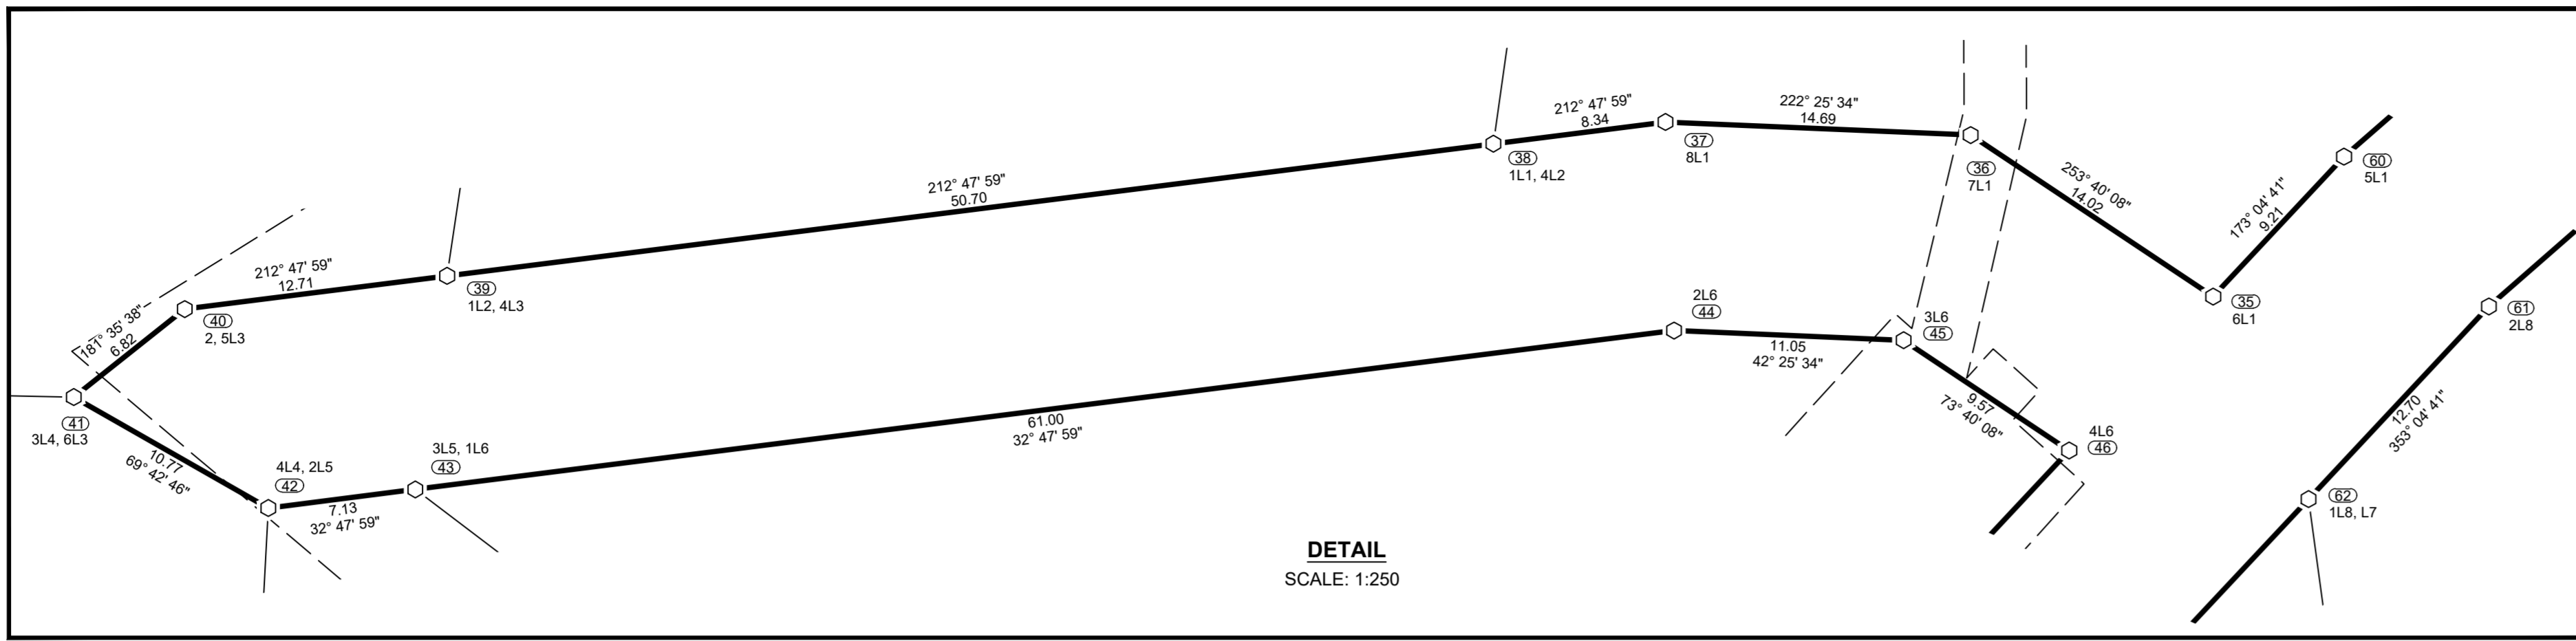 212° 47' 59"
8.34
222° 25' 34"
14.69
37
8L1
38
1L1, 4L2
36
7L1
253° 40' 08"
14.02
60
5L1
173° 04' 41"
9.21
212° 47' 59"
50.70
212° 47' 59"
12.71
39
1L2, 4L3
40
2, 5L3
181° 35' 38"
6.82
35
6L1
61
2L8
2L6
44
3L6
45
11.05
42° 25' 34"
9.57
73° 40' 08"
12.70
353° 04' 41"
41
3L4, 6L3
61.00
32° 47' 59"
4L6
46
3L5, 1L6
43
10.77
69° 42' 46"
4L4, 2L5
42
7.13
32° 47' 59"
62
1L8, L7
DETAIL
SCALE: 1:250